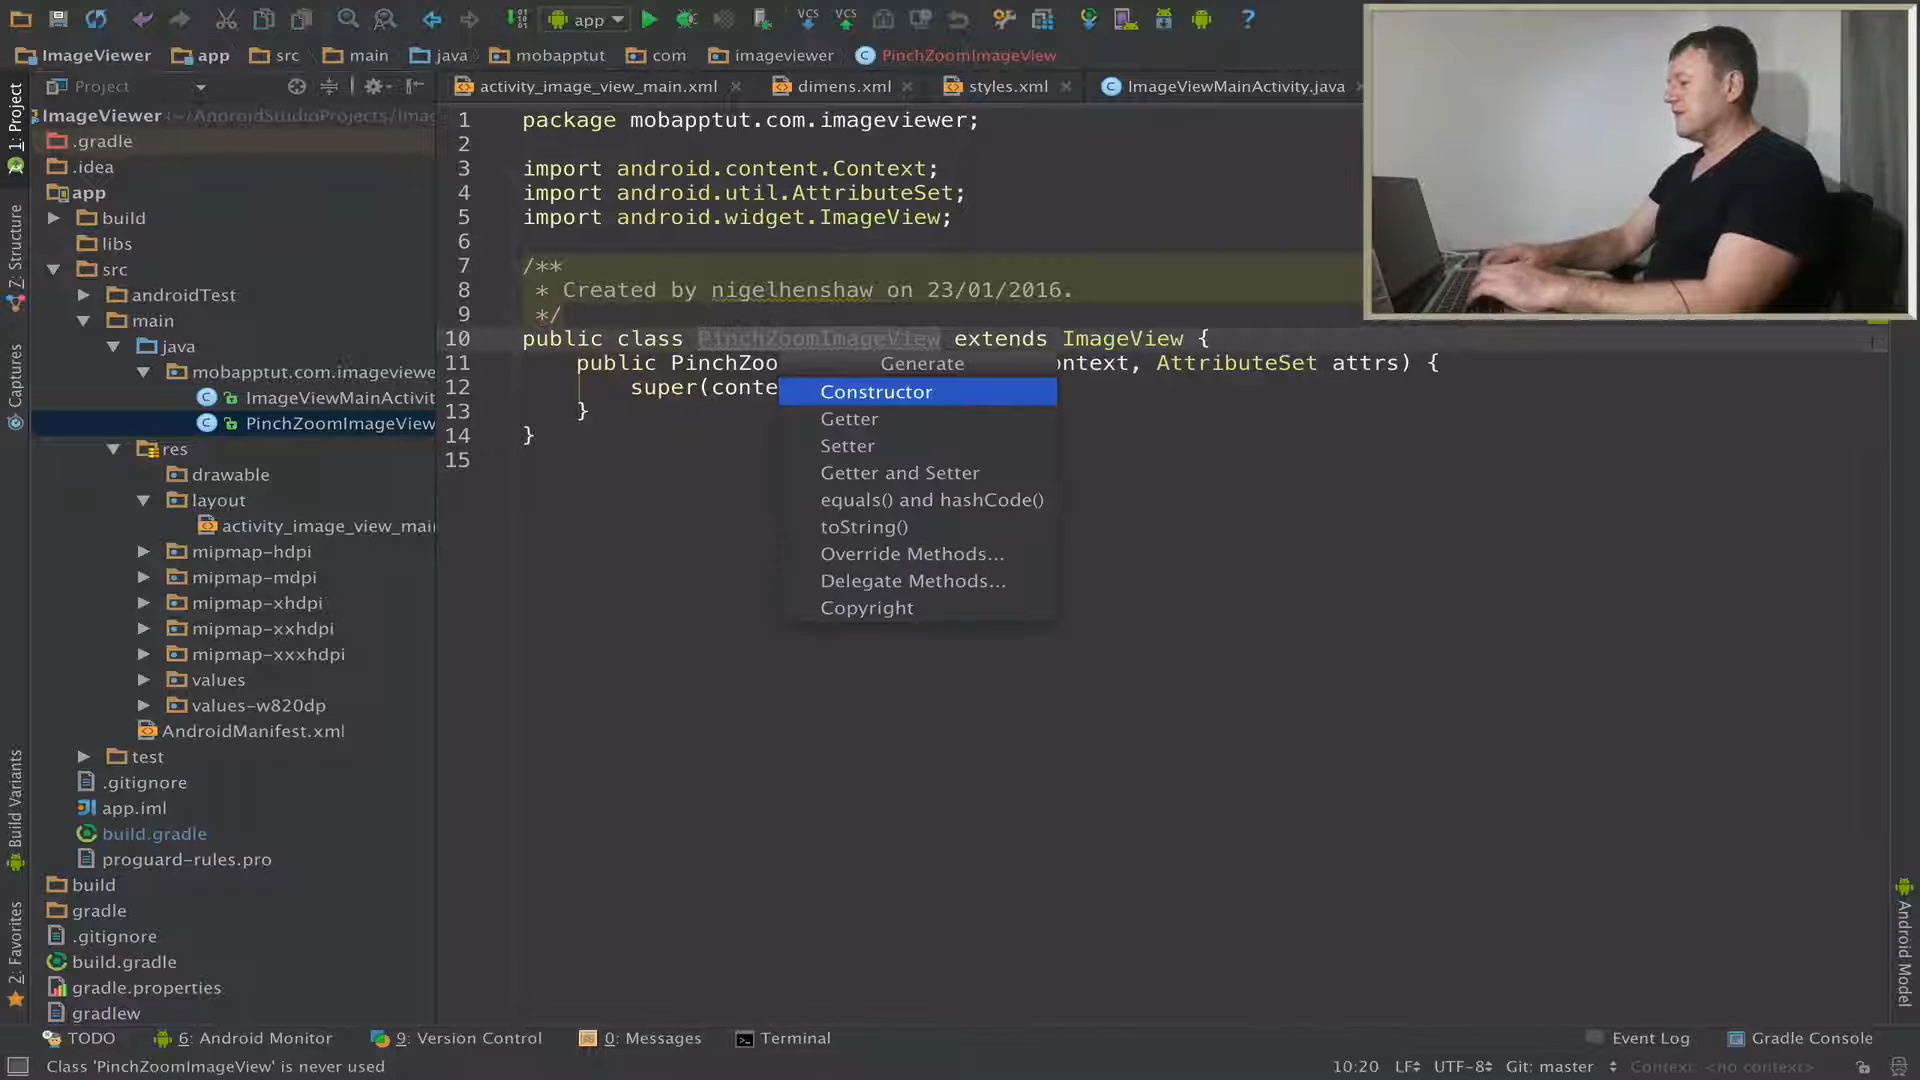 app
VCS
VCS
?
ImageViewer
app
src
main
java
mobapptut
com
imageviewer
PinchZoomImageView
Project
activity_image_view_main.xml
dimens.xml
styles.xml
ImageViewMainActivity.java
1: Project
Z: Structure
Captures
Build Variants
2: Favorites
ImageViewer ~/AndroidStudioProjects/Imag
.gradle
.idea
app
build
libs
src
androidTest
main
java
mobapptut.com.imageviewe
ImageViewMainActivit
PinchZoomImageView
res
drawable
layout
activity_image_view_mai
mipmap-hdpi
mipmap-mdpi
mipmap-xhdpi
mipmap-xxhdpi
mipmap-xxxhdpi
values
values-w820dp
AndroidManifest.xml
test
.gitignore
app.iml
build.gradle
proguard-rules.pro
build
gradle
.gitignore
build.gradle
gradle.properties
gradlew
1 package mobapptut.com.imageviewer;
2
3 import android.content.Context;
4 import android.util.AttributeSet;
5 import android.widget.ImageView;
6
7 /**
8 * Created by nigelhenshaw on 23/01/2016.
9 */
10 public class PinchZoomImageView extends ImageView {
11 public PinchZoo ontext, AttributeSet attrs) {
12 super(conte
13 }
14 }
15
Generate
Constructor
Getter
Setter
Getter and Setter
equals() and hashCode()
toString()
Override Methods...
Delegate Methods...
Copyright
Android Model
TODO
6: Android Monitor
9: Version Control
0: Messages
Terminal
Event Log
Gradle Console
Class 'PinchZoomImageView' is never used
10:20 LF UTF-8 Git: master Context: <no context>